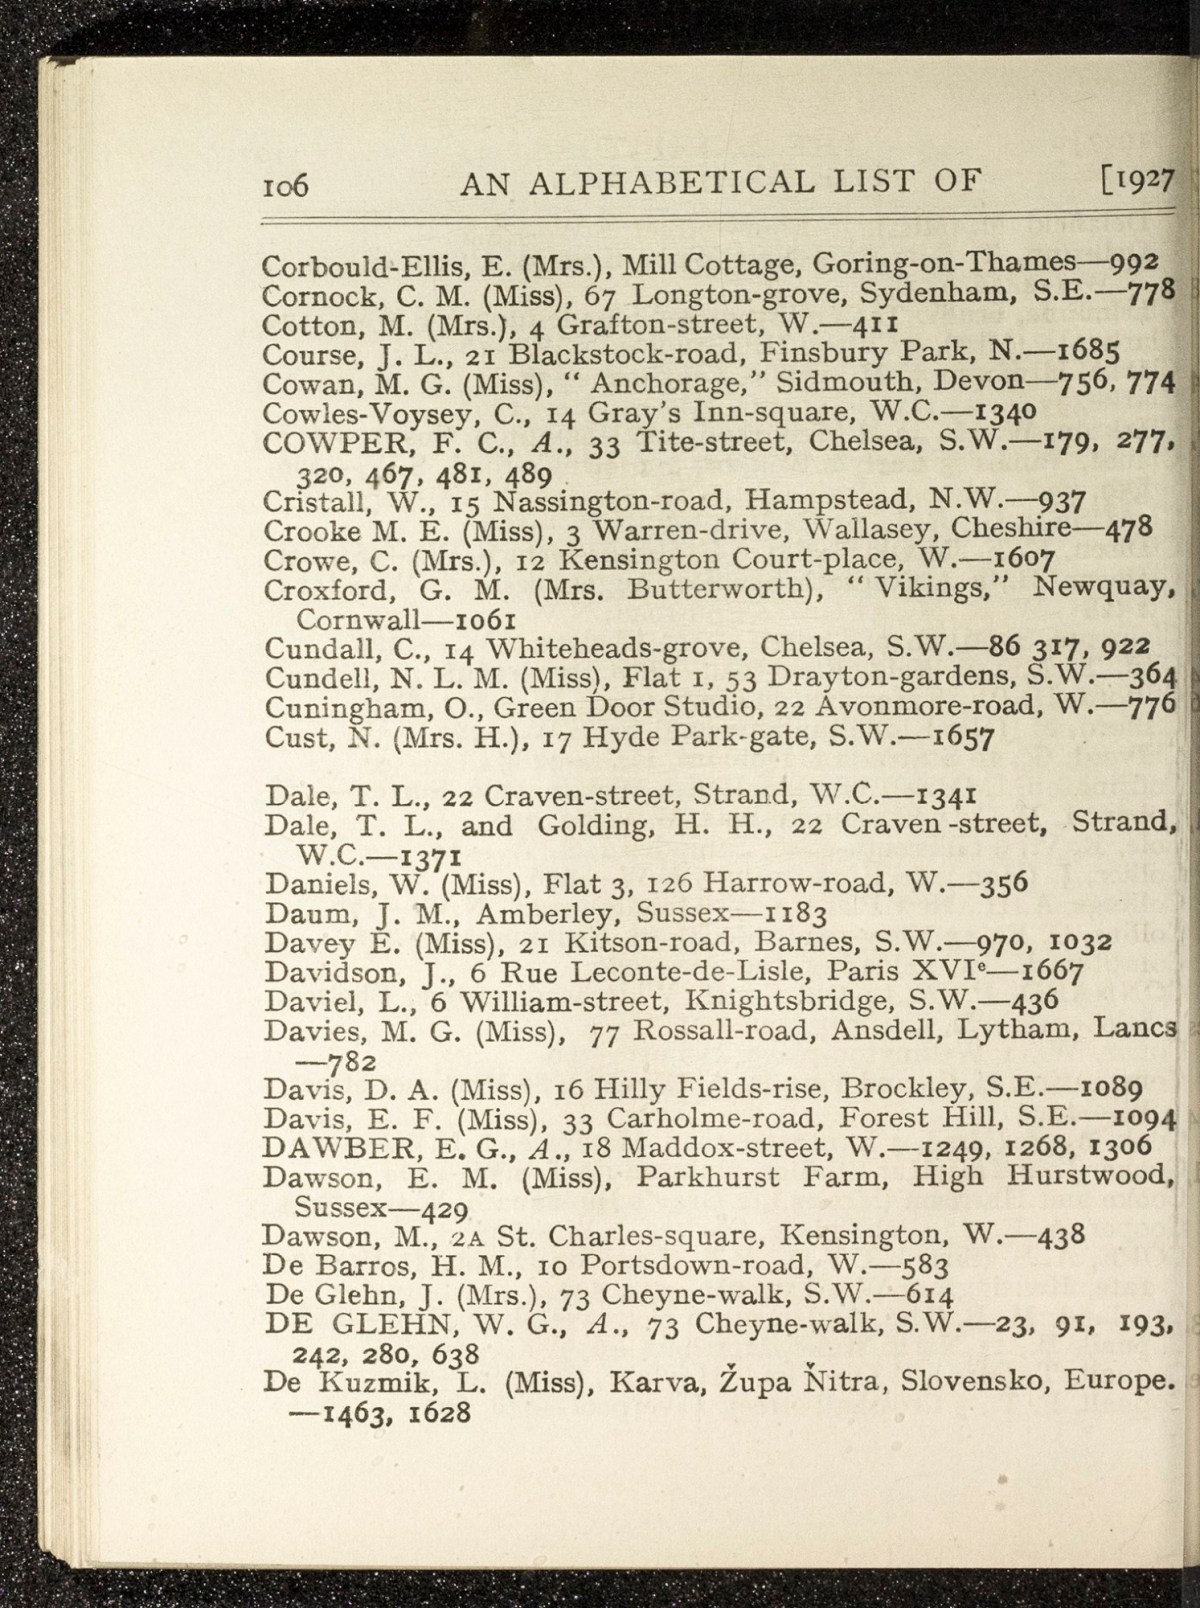 106 AN ALPHABETICAL LIST OF [1927
Corbould-Ellis, E. (Mrs.), Mill Cottage, Goring-on-Thames—992
Cornock, C. M. (Miss), 67 Longton-grove, Sydenham, S.E.—778
Cotton, M. (Mrs.), 4 Grafton-street, W.—411
Course, J. L., 21 Blackstock-road, Finsbury Park, N.—1685
Cowan, M. G. (Miss), “ Anchorage,” Sidmouth, Devon—756, 774
Cowles-Voysey, C., 14 Gray’s Inn-square, W.C.—1340
COWPER, F. C., A., 33 Tite-street, Chelsea, S.W.—179, 277,
320, 467, 481, 489
Cristall, W., 15 Nassington-road, Hampstead, N.W.—937
Crooke M. E. (Miss), 3 Warren-drive, Wallasey, Cheshire—478
Crowe, C. (Mrs.), 12 Kensington Court-place, W.—1607
Croxford, G. M. (Mrs. Butterworth), “ Vikings,” Newquay,
Cornwall—1061
Cundall, C., 14 Whiteheads-grove, Chelsea, S.W.—86 317, 922
Cundell, N. L. M. (Miss), Flat 1, 53 Drayton-gardens, S.W.—364
Cuningham, O., Green Door Studio, 22 Avonmore-road, W.—776
Cust, N. (Mrs. H.), 17 Hyde Park-gate, S.W.—1657
Dale, T. L., 22 Craven-street, Strand, W.C.—1341
Dale, T. L., and Golding, H. H., 22 Craven-street, Strand,
W.C.—1371
Daniels, W. (Miss), Flat 3, 126 Harrow-road, W.—356
Daum, J. M., Amberley, Sussex—1183
Davey E. (Miss), 21 Kitson-road, Barnes, S.W.—970, 1032
Davidson, J., 6 Rue Leconte-de-Lisle, Paris XVIᵉ—1667
Daviel, L., 6 William-street, Knightsbridge, S.W.—436
Davies, M. G. (Miss), 77 Rossall-road, Ansdell, Lytham, Lancs
—782
Davis, D. A. (Miss), 16 Hilly Fields-rise, Brockley, S.E.—1089
Davis, E. F. (Miss), 33 Carholme-road, Forest Hill, S.E.—1094
DAWBER, E. G., A., 18 Maddox-street, W.—1249, 1268, 1306
Dawson, E. M. (Miss), Parkhurst Farm, High Hurstwood,
Sussex—429
Dawson, M., 2A St. Charles-square, Kensington, W.—438
De Barros, H. M., 10 Portsdown-road, W.—583
De Glehn, J. (Mrs.), 73 Cheyne-walk, S.W.—614
DE GLEHN, W. G., A., 73 Cheyne-walk, S.W.—23, 91, 193,
242, 280, 638
De Kuzmik, L. (Miss), Karva, Župa Ňitra, Slovensko, Europe.
—1463, 1628